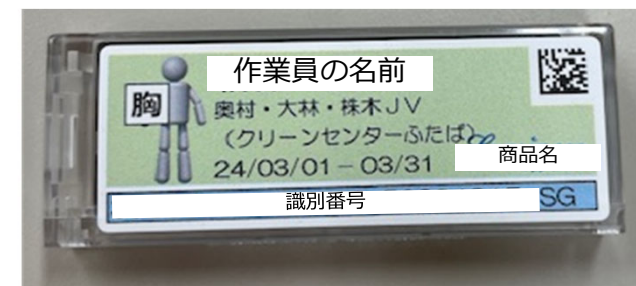 作業員の名前
胸
奥村・大林・株木JV
(クリーンセンターふたば)
商品名
24/03/01-03/31
識別番号
SG